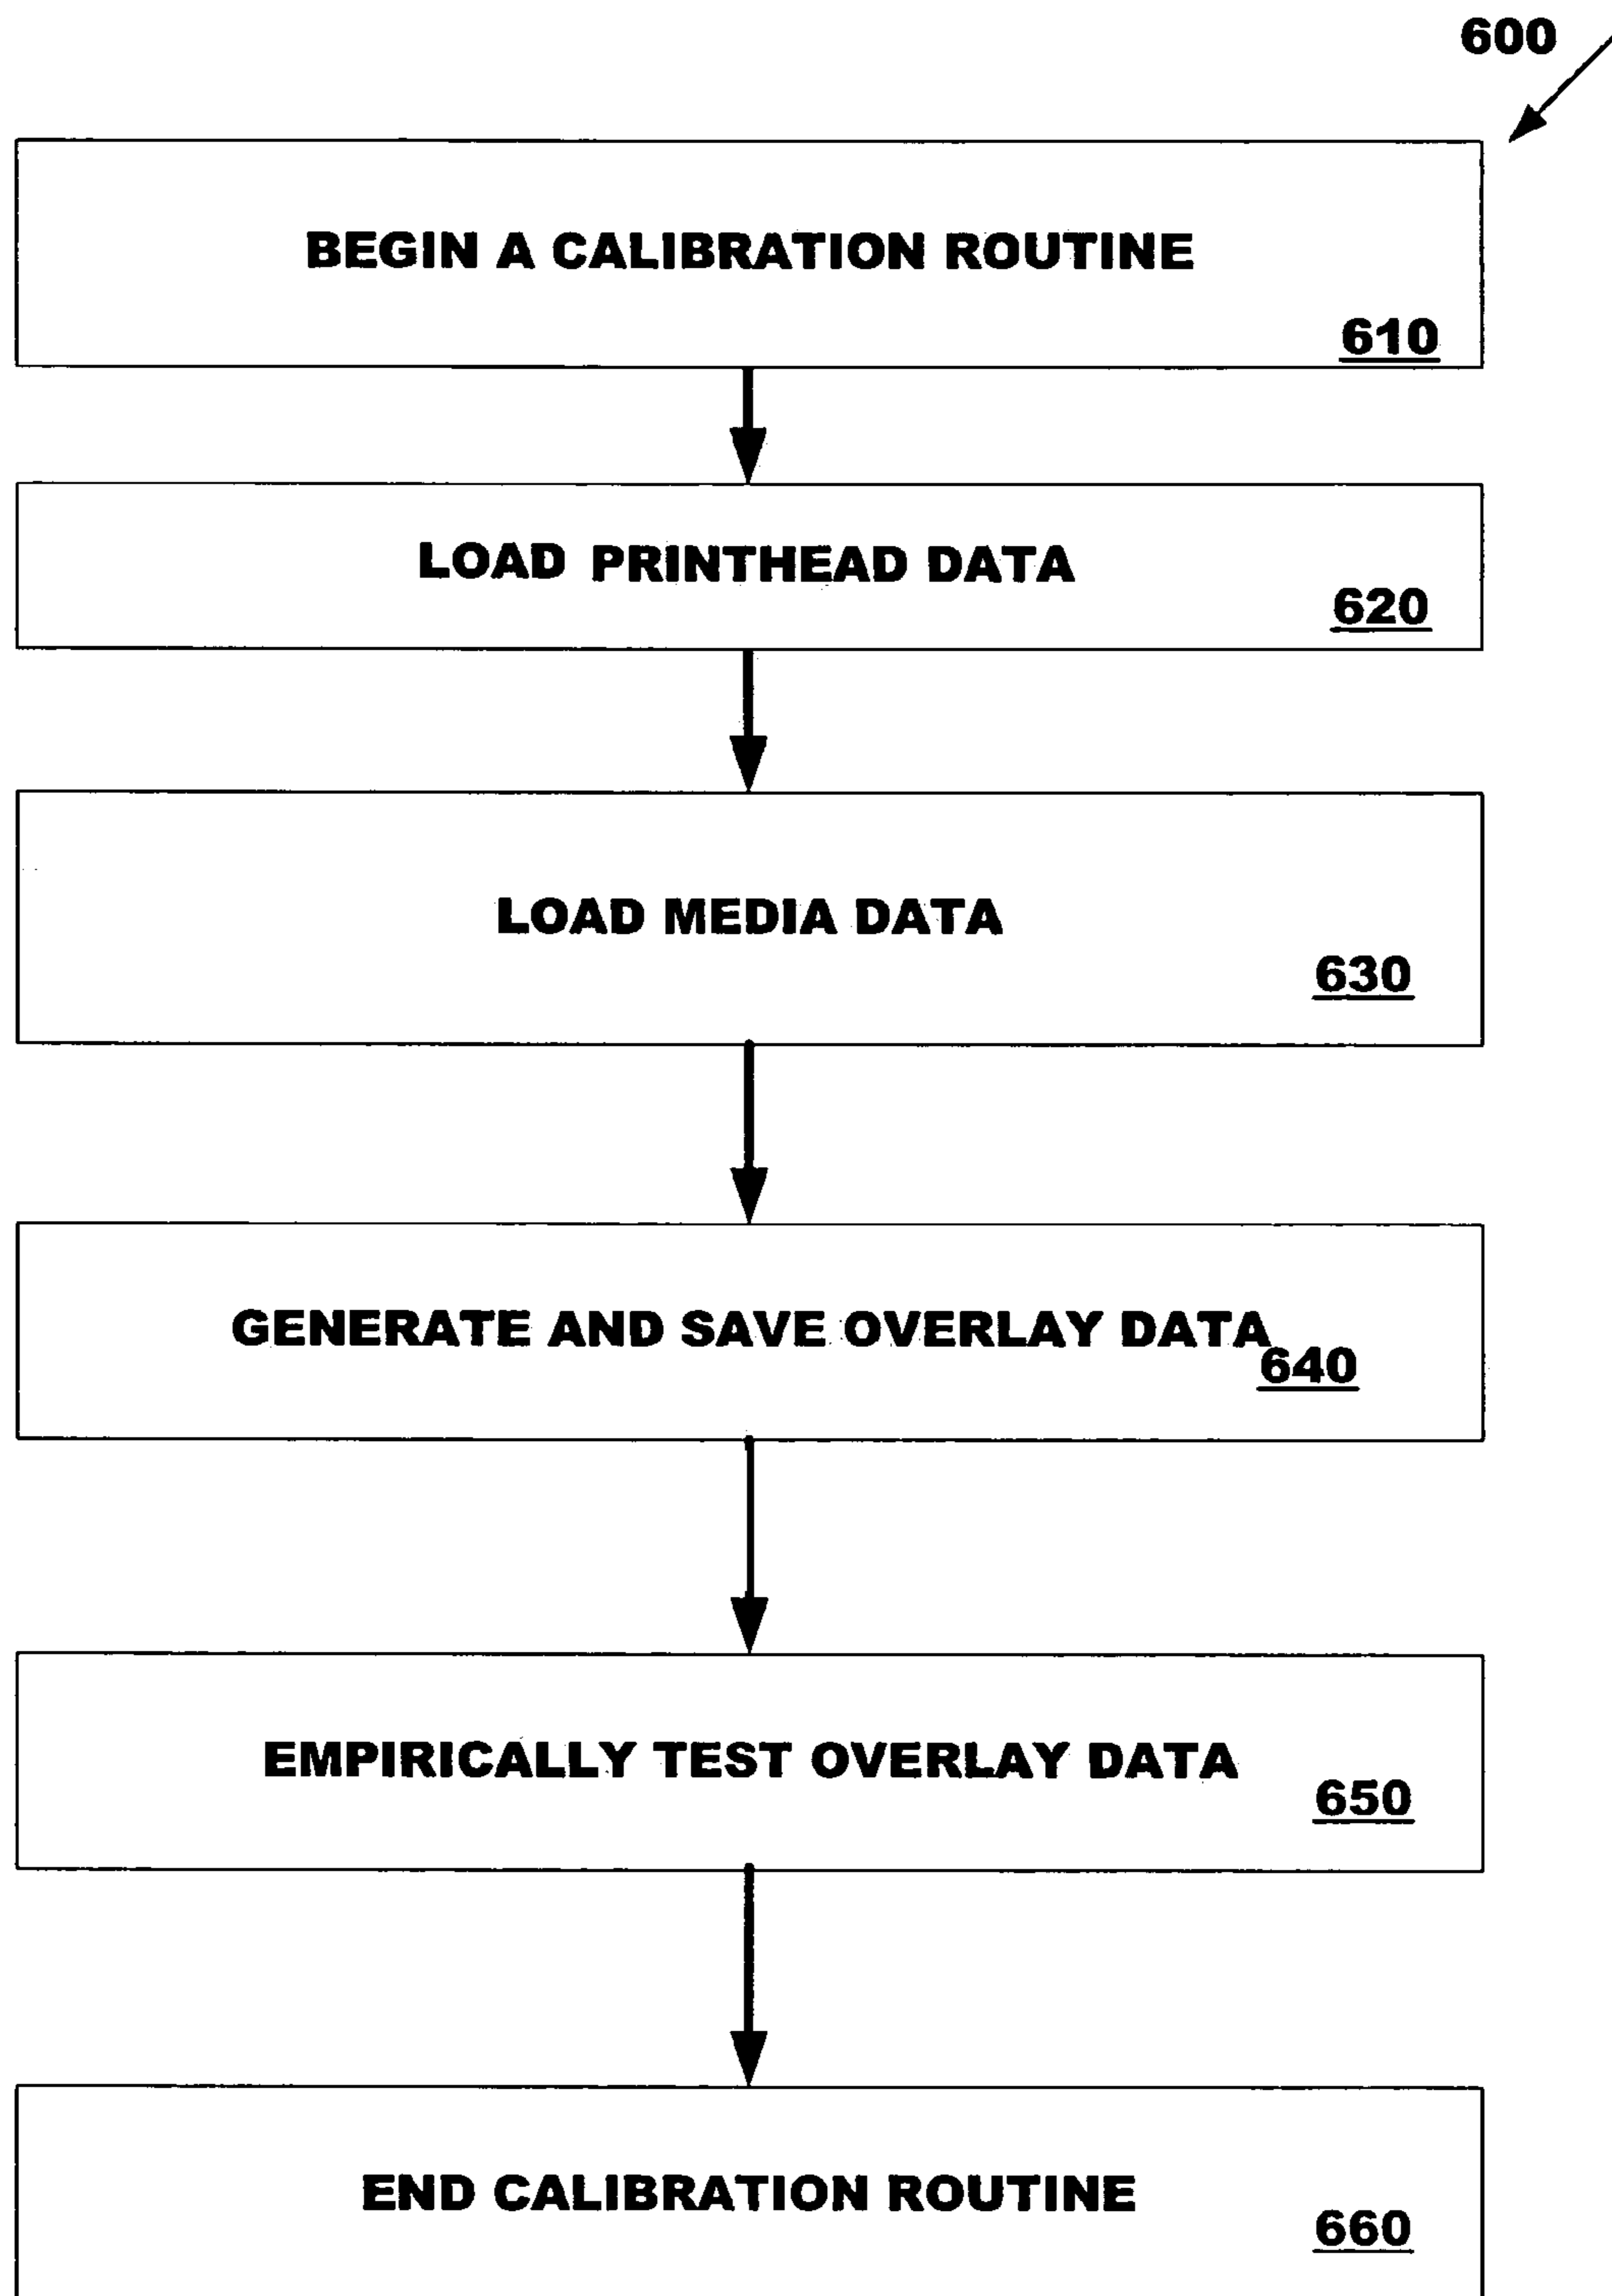 600
BEGIN A CALIBRATION ROUTINE
610
LOAD PRINTHEAD DATA
620
LOAD MEDIA DATA
630
GENERATE AND SAVE OVERLAY DATA
640
EMPIRICALLY TEST OVERLAY DATA
650
END CALIBRATION ROUTINE
660